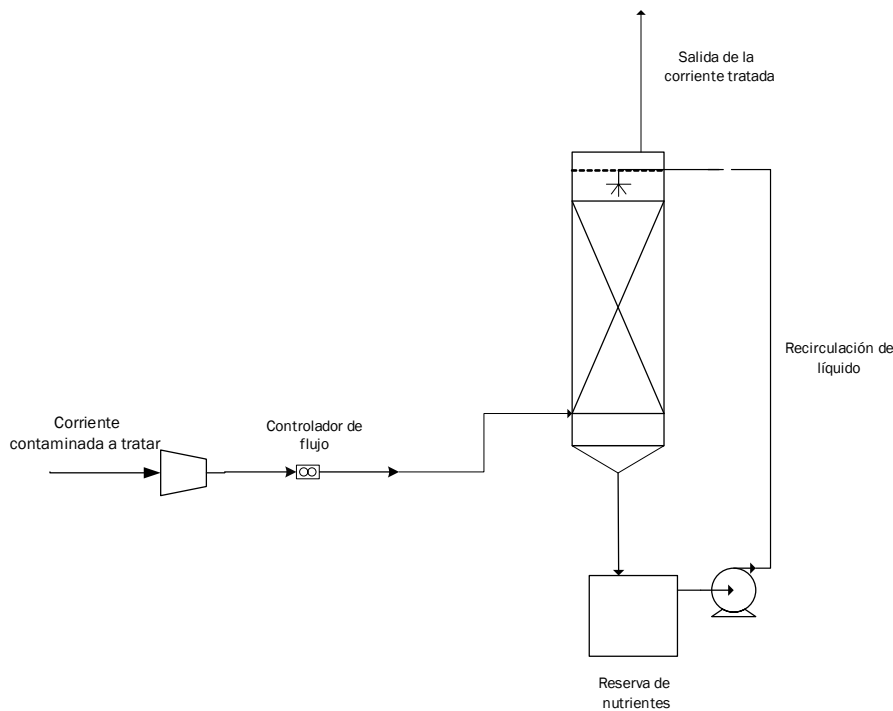 Salida de la
corriente tratada
Recirculación de
líquido
Corriente
contaminada a tratar
Controlador de
flujo
Reserva de
nutrientes